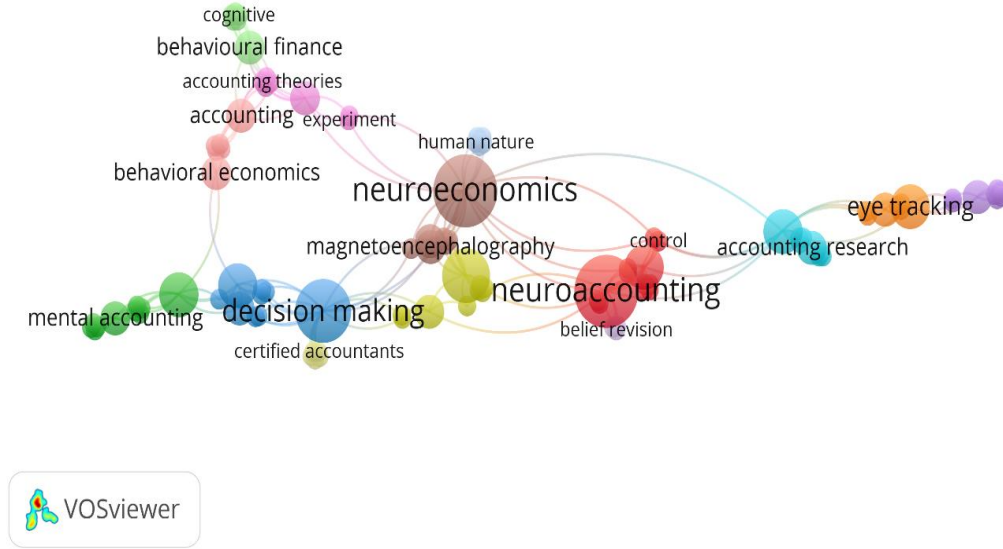 cognitive
behavioural finance
accounting theories
accounting
experiment
human nature
behavioral economics
neuroeconomics
eye tracking
magnetoencephalography
control
accounting research
neuroaccounting
mental accounting
decision making
belief revision
certified accountants
VOSviewer